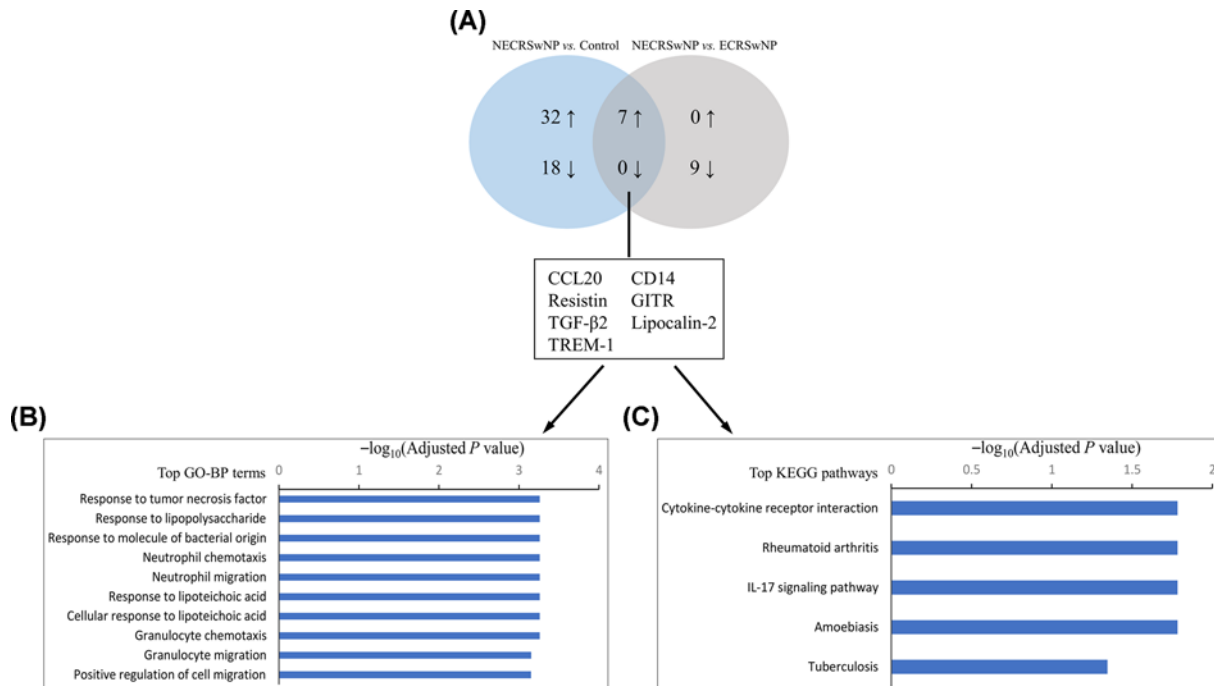 (A)
NECRSwNP vs. Control NECRSwNP vs. ECRSwNP
32 ↑ 7 ↑ 0 ↑
18 ↓ 0 ↓ 9 ↓
CCL20 CD14
Resistin GITR
TGF-β2 Lipocalin-2
TREM-1
(B)
−log10(Adjusted P value)
Top GO-BP terms 0 1 2 3 4
Response to tumor necrosis factor
Response to lipopolysaccharide
Response to molecule of bacterial origin
Neutrophil chemotaxis
Neutrophil migration
Response to lipoteichoic acid
Cellular response to lipoteichoic acid
Granulocyte chemotaxis
Granulocyte migration
Positive regulation of cell migration
(C)
−log10(Adjusted P value)
Top KEGG pathways 0 0.5 1 1.5 2
Cytokine-cytokine receptor interaction
Rheumatoid arthritis
IL-17 signaling pathway
Amoebiasis
Tuberculosis